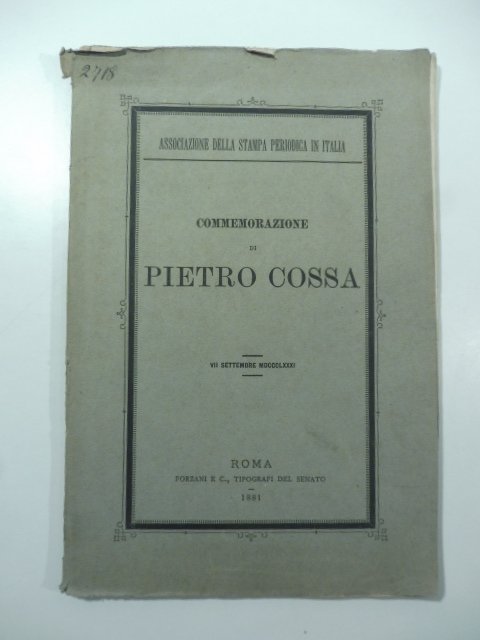 2718
ASSOCIAZIONE DELLA STAMPA PERIODICA IN ITALIA
COMMEMORAZIONE
DI
PIETRO COSSA
VII SETTEMBRE MDCCCLXXXI
ROMA
FORZANI E C., TIPOGRAFI DEL SENATO
1881